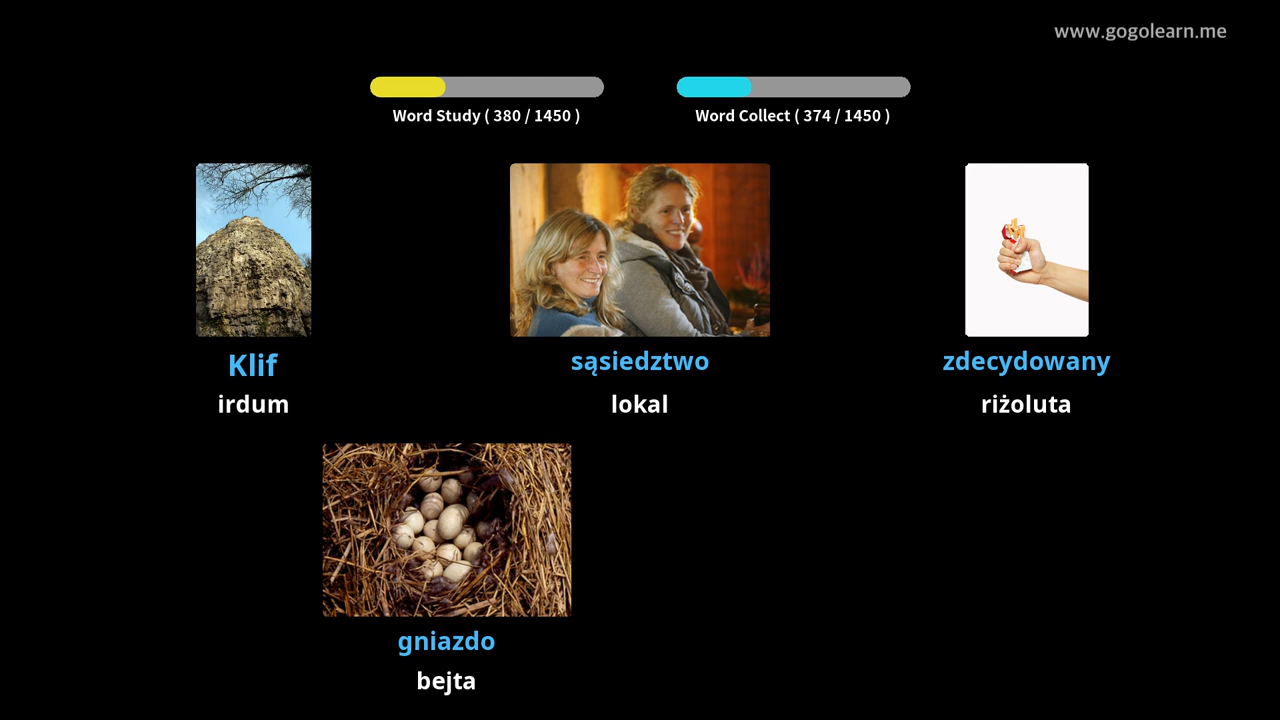 www.gogolearn.me
Word Study ( 380 / 1450 )
Word Collect ( 374 / 1450 )
Klif
irdum
sąsiedztwo
lokal
zdecydowany
riżoluta
gniazdo
bejta